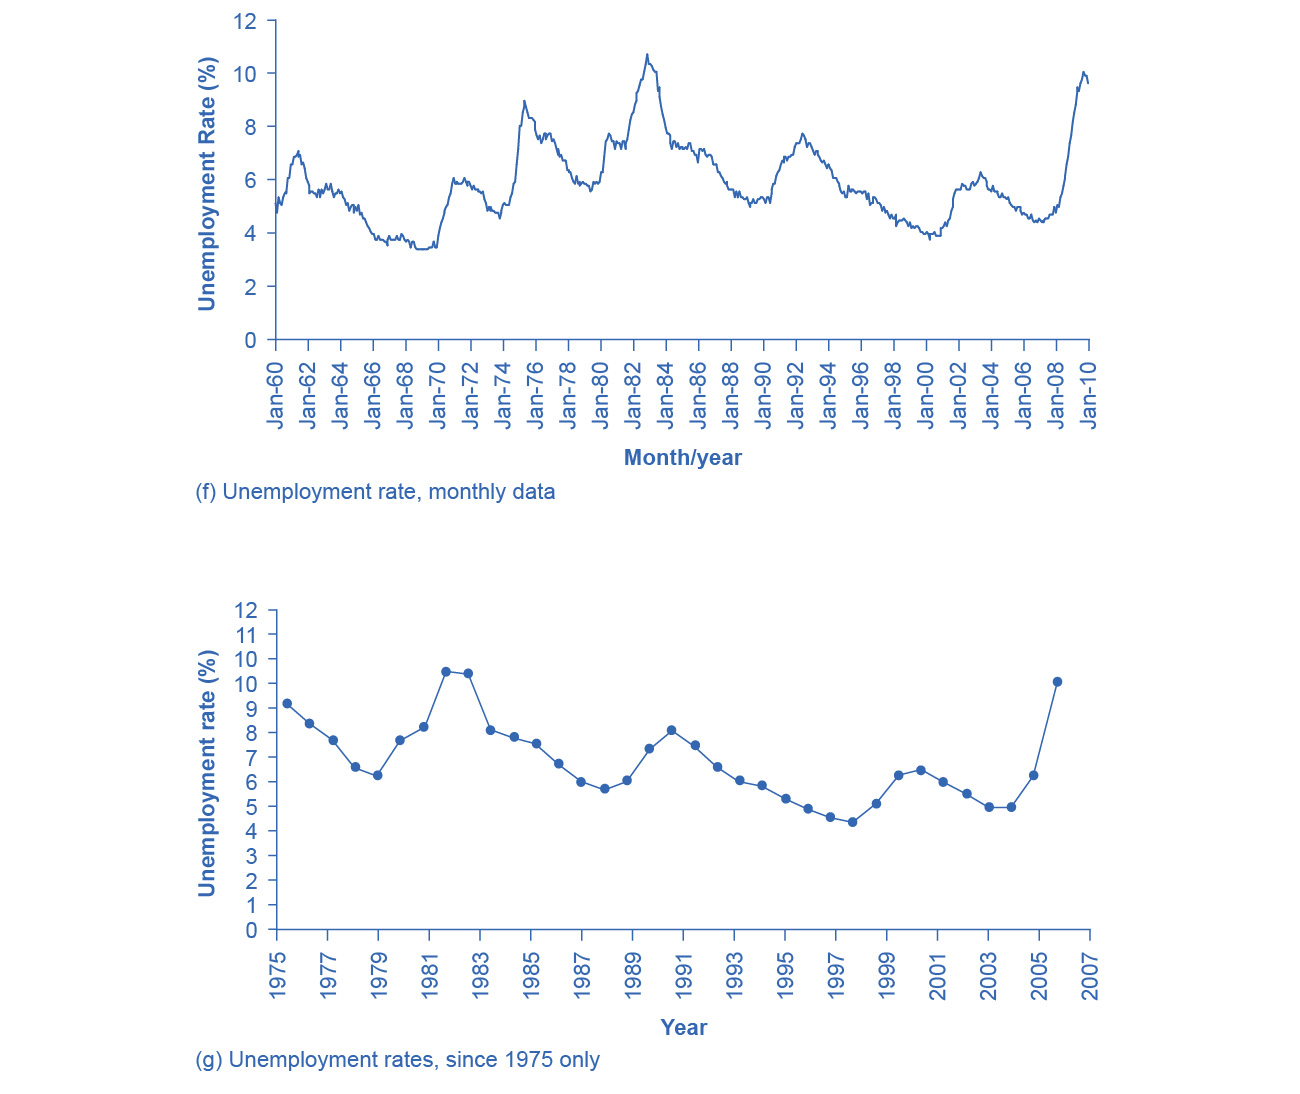 12
10
8
6
4
2
0
Unemployment Rate (%)
Jan-60 Jan-62 Jan-64 Jan-66 Jan-68 Jan-70 Jan-72 Jan-74 Jan-76 Jan-78 Jan-80 Jan-82 Jan-84 Jan-86 Jan-88 Jan-90 Jan-92 Jan-94 Jan-96 Jan-98 Jan-00 Jan-02 Jan-04 Jan-06 Jan-08 Jan-10
Month/year
(f) Unemployment rate, monthly data
12
11
10
10
9
8
7
6
5
4
3
2
1
0
Unemployment rate (%)
1975 1977 1979 1981 1983 1985 1987 1989 1991 1993 1995 1997 1999 2001 2003 2005 2007
Year
(g) Unemployment rates, since 1975 only